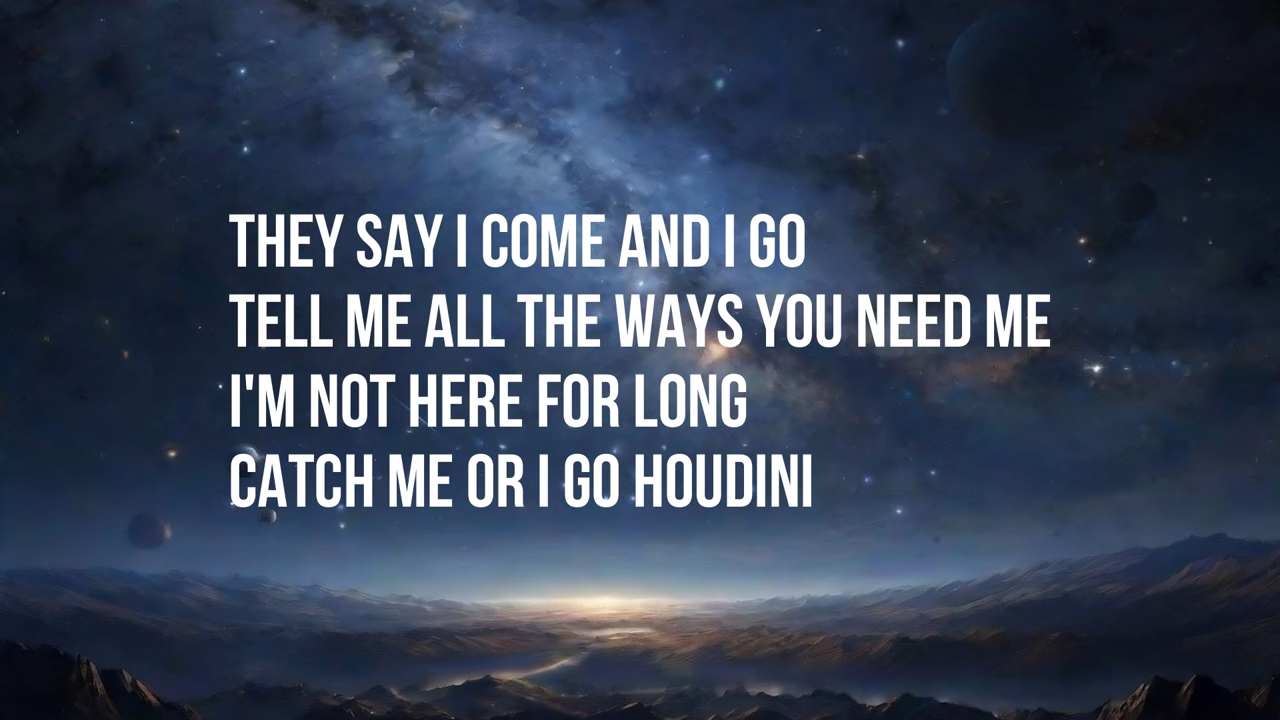 THEY SAY I COME AND I GO
TELL ME ALL THE WAYS YOU NEED ME
I'M NOT HERE FOR LONG
CATCH ME OR I GO HOUDINI